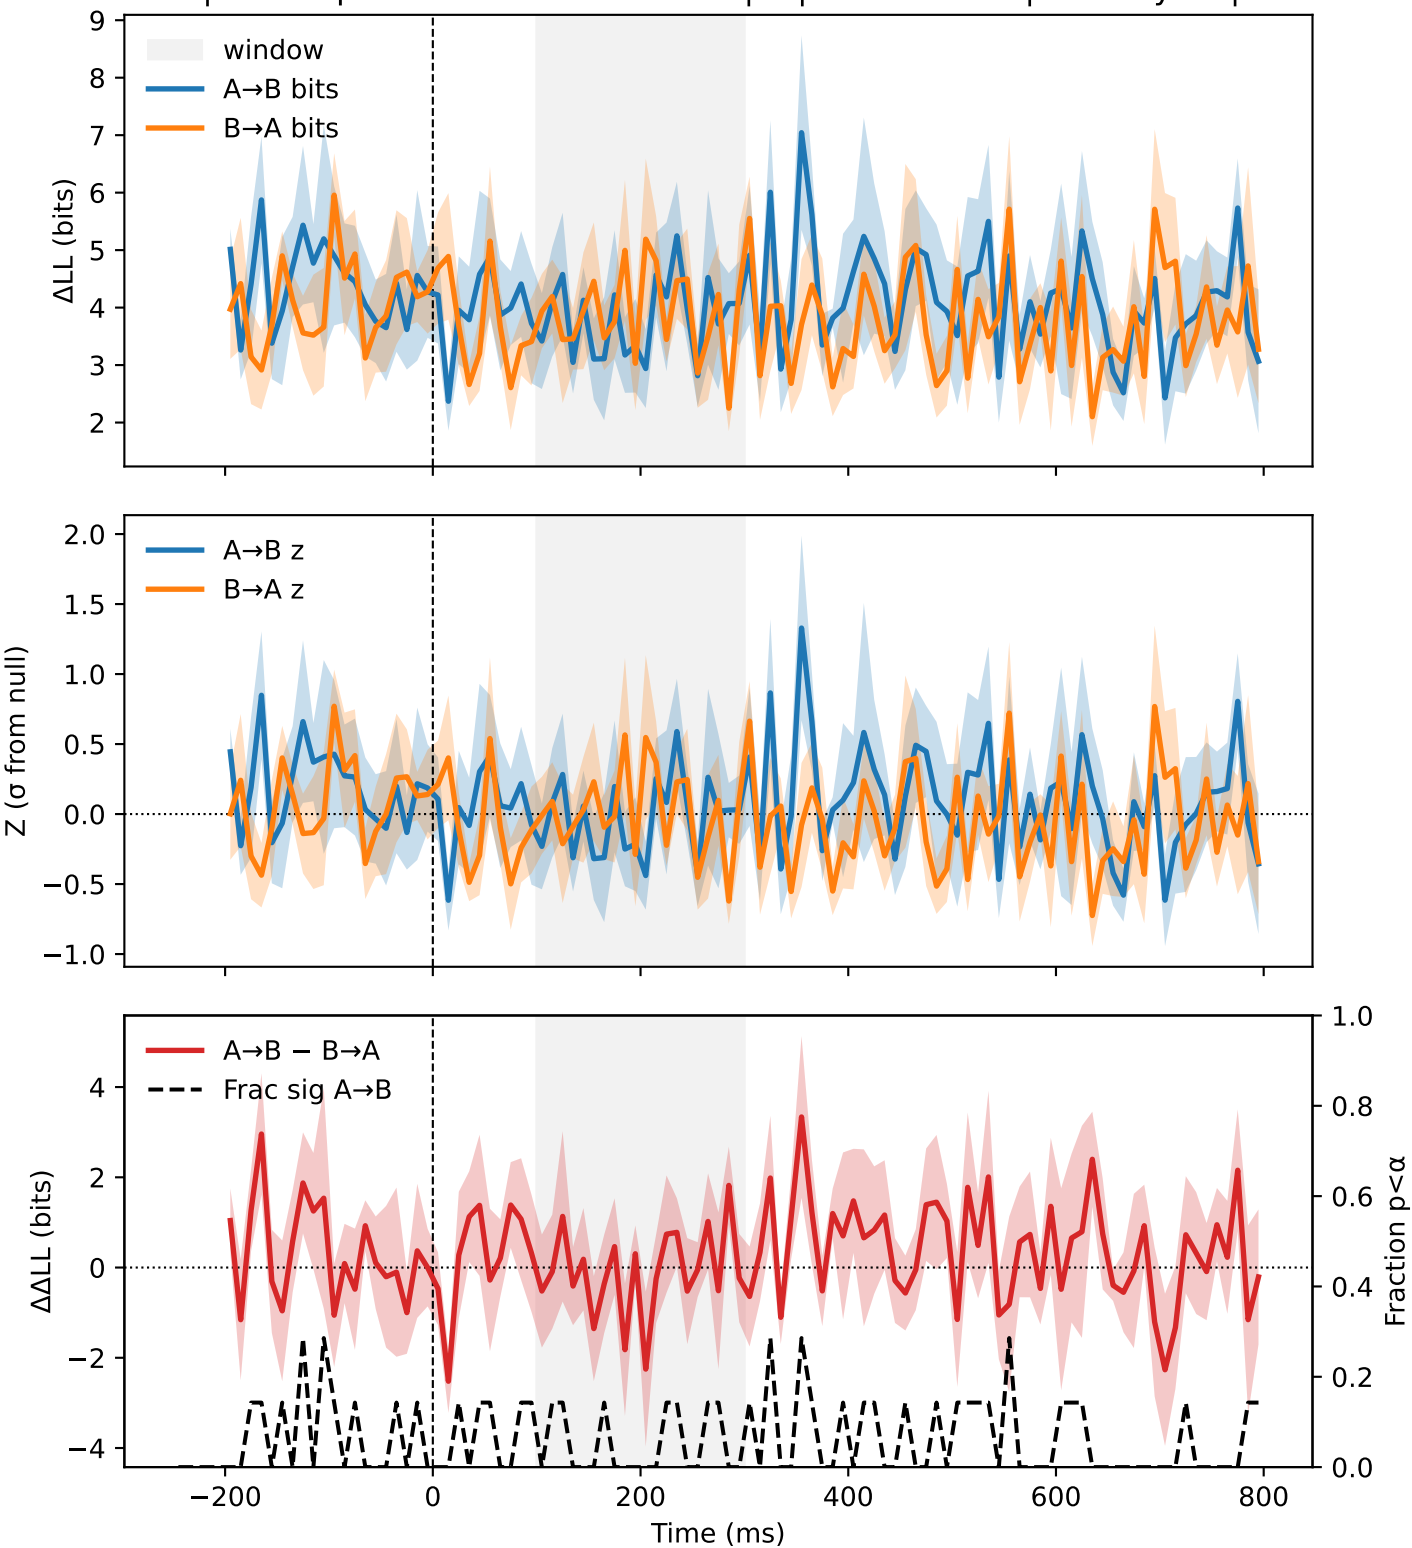 9
8
7
6
5
4
3
2
ΔLL (bits)
window
A→B bits
B→A bits
2.0
1.5
1.0
0.5
0.0
−0.5
−1.0
Z (σ from null)
A→B z
B→A z
4
2
0
−2
−4
ΔΔLL (bits)
A→B − B→A
Frac sig A→B
1.0
0.8
0.6
0.4
0.2
0.0
Fraction p<α
−200
0
200
400
600
800
Time (ms)